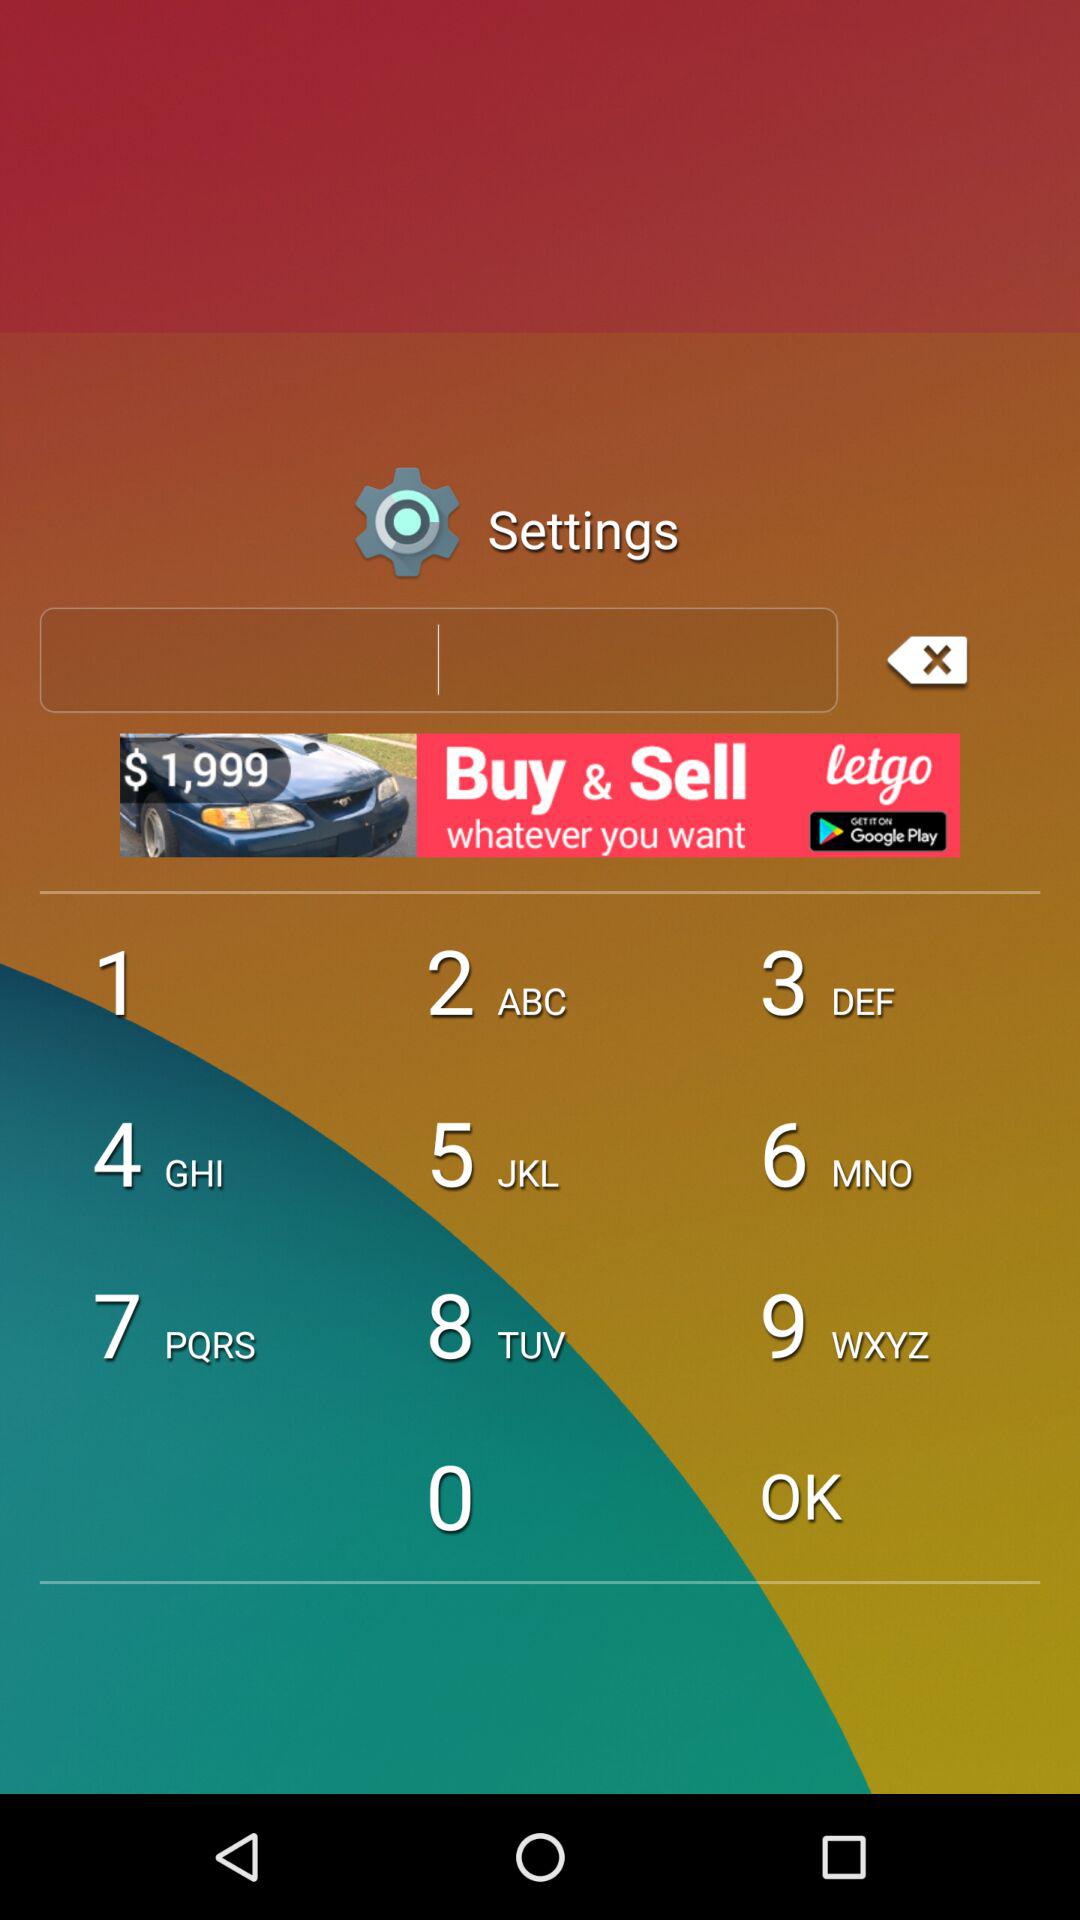 Settings
$ 1,999
Buy & Sell
whatever you want
letgo
GET IT ON
Google Play
1
2 ABC
3 DEF
4 GHI
5 JKL
6 MNO
7 PQRS
8 TUV
9 WXYZ
0
OK